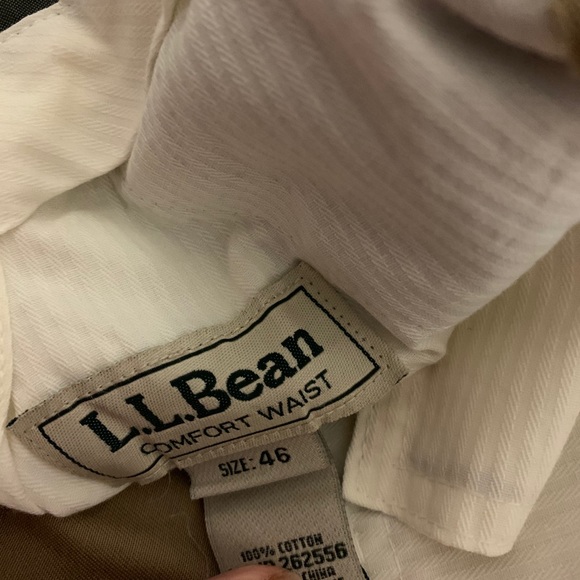 L.L.Bean
COMFORT WAIST
SIZE: 46
100% COTTON
262556
CHINA